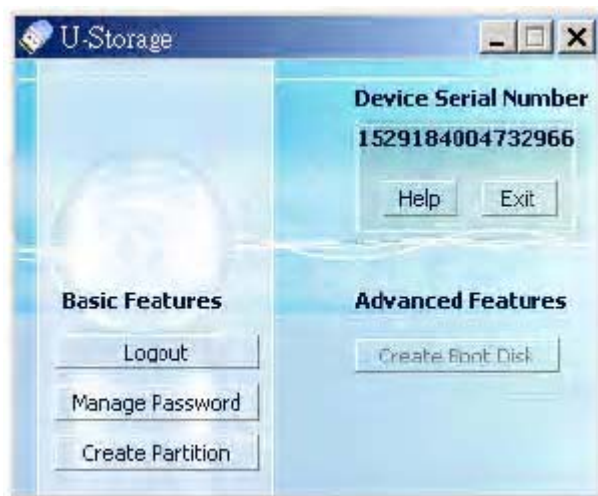 U-Storage
Device Serial Number
1529184004732966
Help
Exit
Basic Features
Advanced Features
Logout
Create Boot Disk
Manage Password
Create Partition